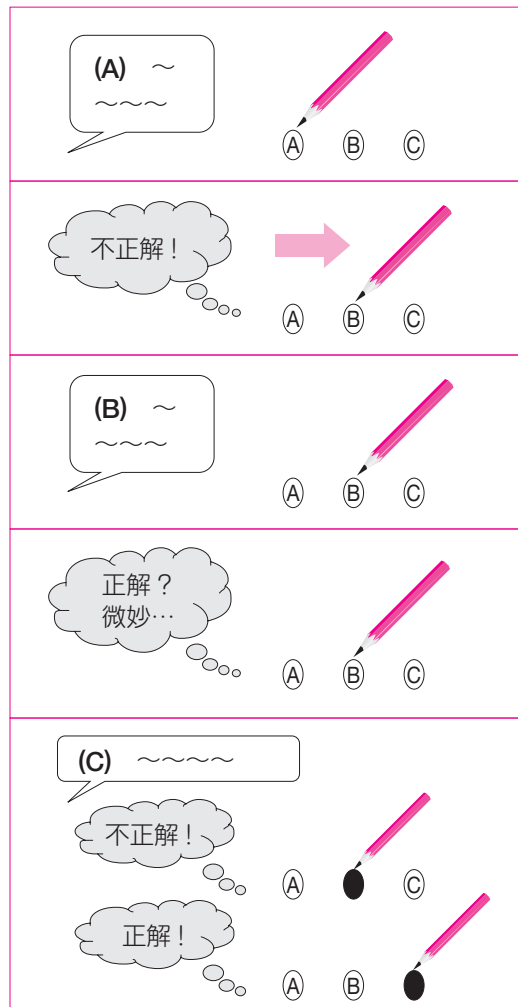 (A) ～
～～～
Ⓐ Ⓑ Ⓒ
不正解！
Ⓐ Ⓑ Ⓒ
(B) ～
～～～
Ⓐ Ⓑ Ⓒ
正解？
微妙…
Ⓐ Ⓑ Ⓒ
(C) ～～～～
不正解！
Ⓐ Ⓒ
正解！
Ⓐ Ⓑ